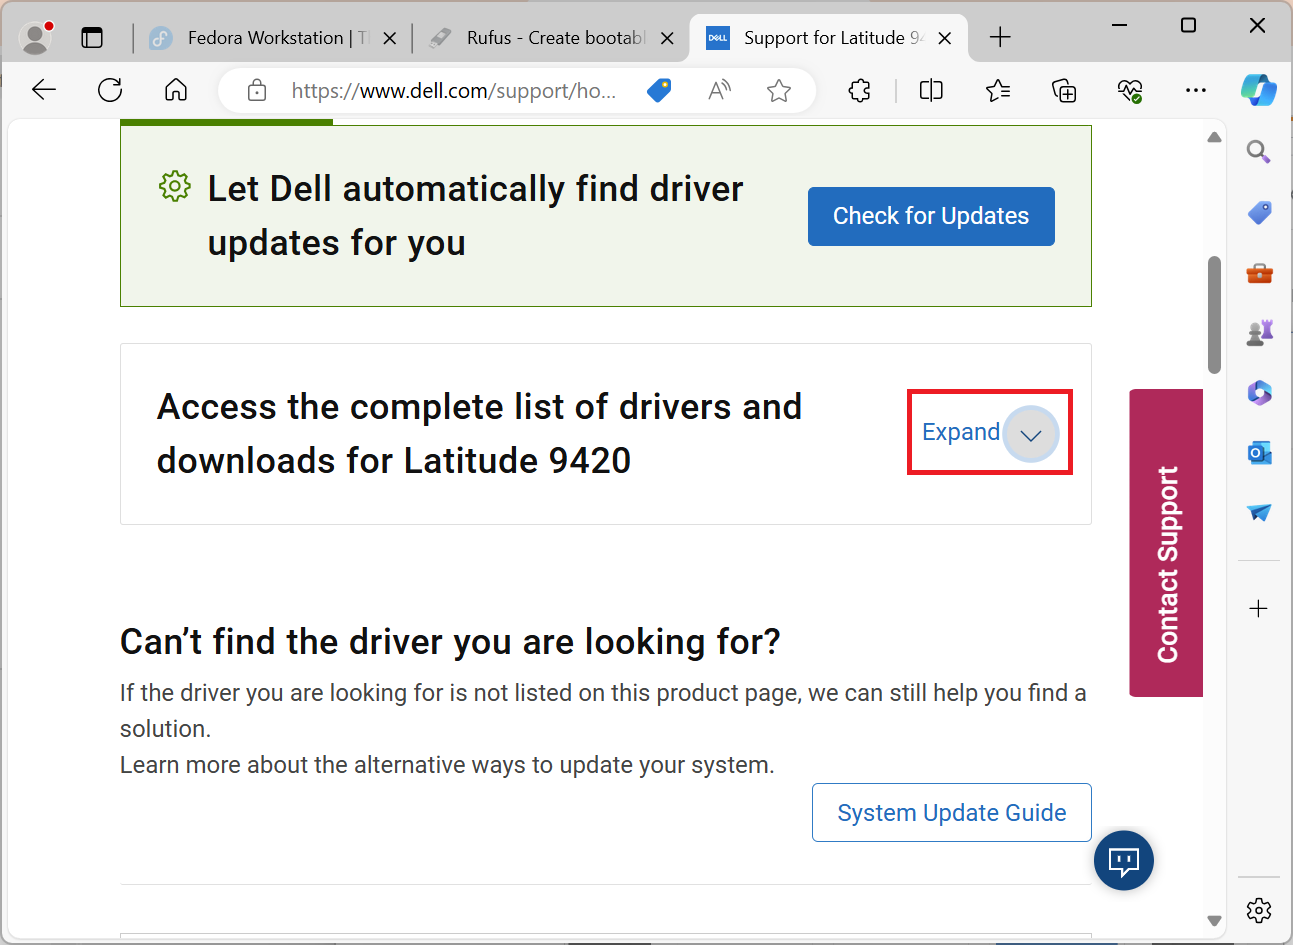 Fedora Workstation | T
Rufus - Create bootabl
DELL
Support for Latitude 94
https://www.dell.com/support/ho...
Let Dell automatically find driver
updates for you
Check for Updates
Access the complete list of drivers and
downloads for Latitude 9420
Expand
Contact Support
Can’t find the driver you are looking for?
If the driver you are looking for is not listed on this product page, we can still help you find a
solution.
Learn more about the alternative ways to update your system.
System Update Guide